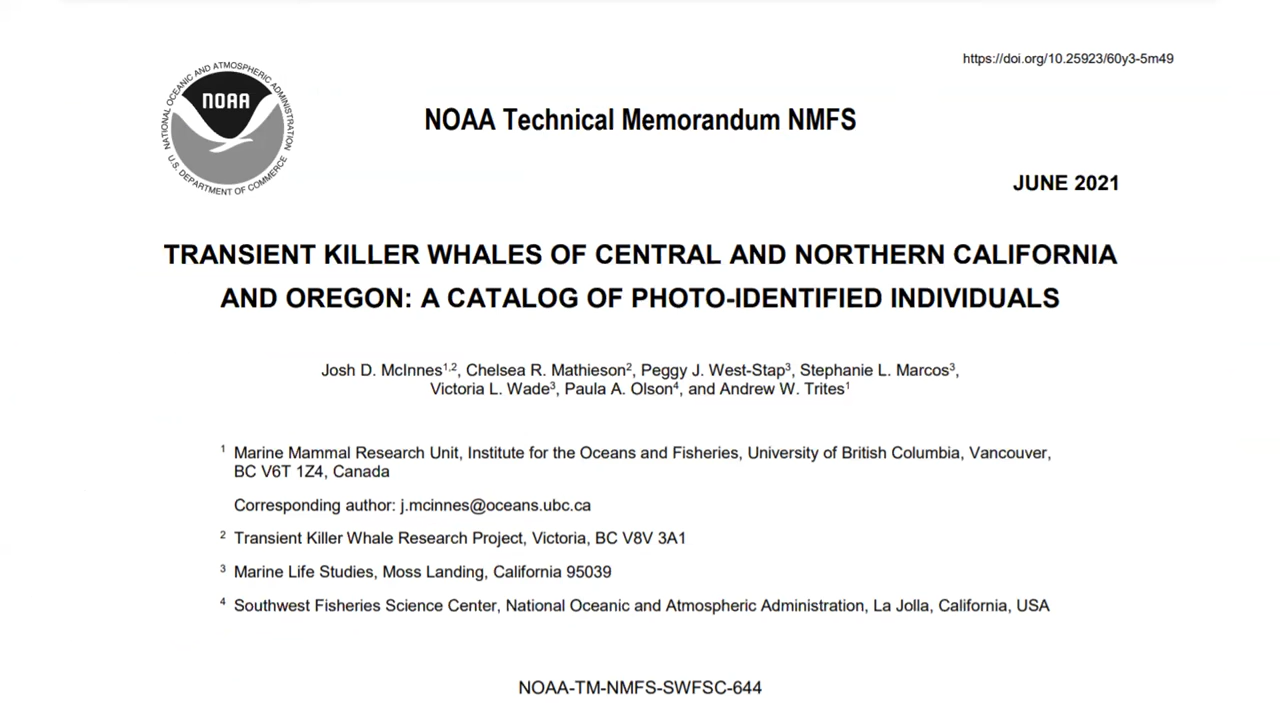 https://doi.org/10.25923/60y3-5m49
NATIONAL OCEANIC AND ATMOSPHERIC ADMINISTRATION
NOAA
U.S. DEPARTMENT OF COMMERCE
NOAA Technical Memorandum NMFS
JUNE 2021
TRANSIENT KILLER WHALES OF CENTRAL AND NORTHERN CALIFORNIA
AND OREGON: A CATALOG OF PHOTO-IDENTIFIED INDIVIDUALS
Josh D. McInnes1,2, Chelsea R. Mathieson2, Peggy J. West-Stap3, Stephanie L. Marcos3,
Victoria L. Wade3, Paula A. Olson4, and Andrew W. Trites1
1 Marine Mammal Research Unit, Institute for the Oceans and Fisheries, University of British Columbia, Vancouver,
BC V6T 1Z4, Canada
Corresponding author: j.mcinnes@oceans.ubc.ca
2 Transient Killer Whale Research Project, Victoria, BC V8V 3A1
3 Marine Life Studies, Moss Landing, California 95039
4 Southwest Fisheries Science Center, National Oceanic and Atmospheric Administration, La Jolla, California, USA
NOAA-TM-NMFS-SWFSC-644